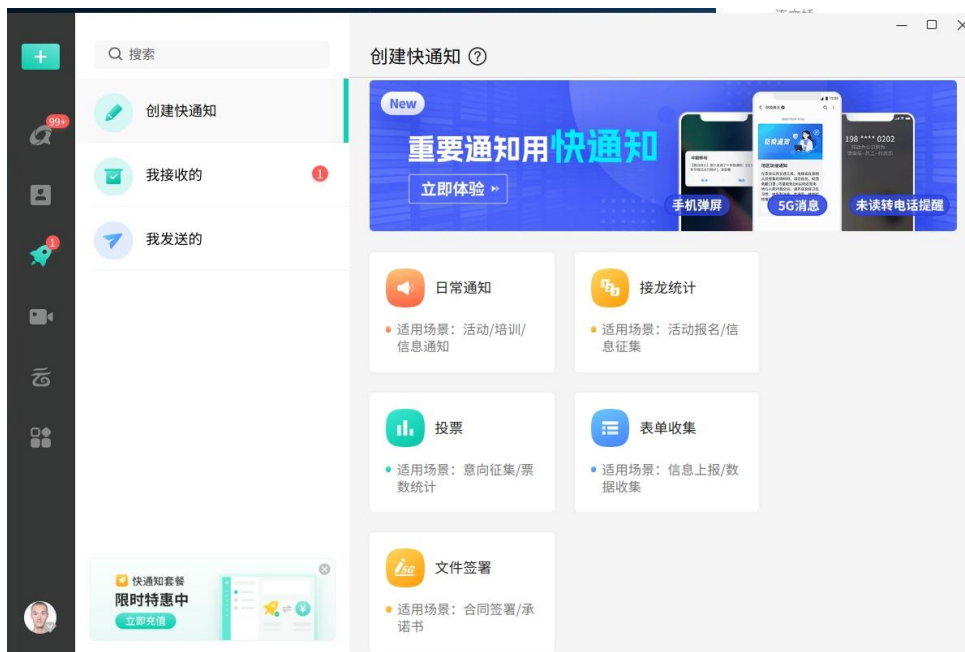 搜索
99+
创建快通知
我接收的
1
我发送的
1
云
快通知套餐
限时特惠中
立即充值
创建快通知
New
重要通知用快通知
立即体验
198 **** 0202
手机弹屏
5G消息
未读转电话提醒
日常通知
适用场景：活动/培训/
信息通知
接龙统计
适用场景：活动报名/信
息征集
投票
适用场景：意向征集/票
数统计
表单收集
适用场景：信息上报/数
据收集
文件签署
适用场景：合同签署/承
诺书